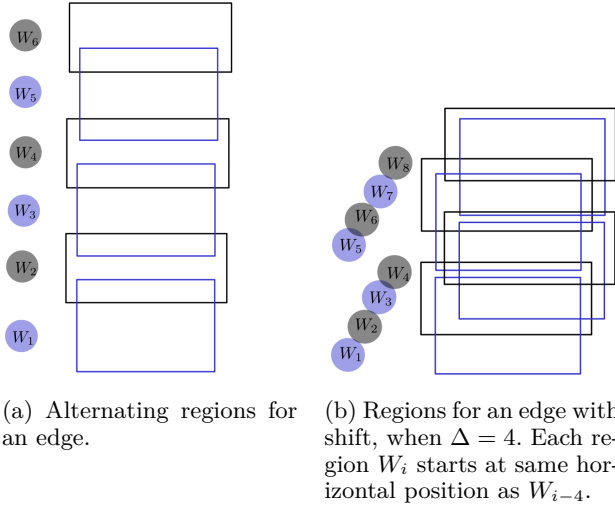 W6
W5
W4
W3
W2
W1
W8
W7
W6
W5
W4
W3
W2
W1
(a) Alternating regions for
an edge.
(b) Regions for an edge with
shift, when Δ = 4. Each re-
gion Wi starts at same hor-
izontal position as Wi−4.